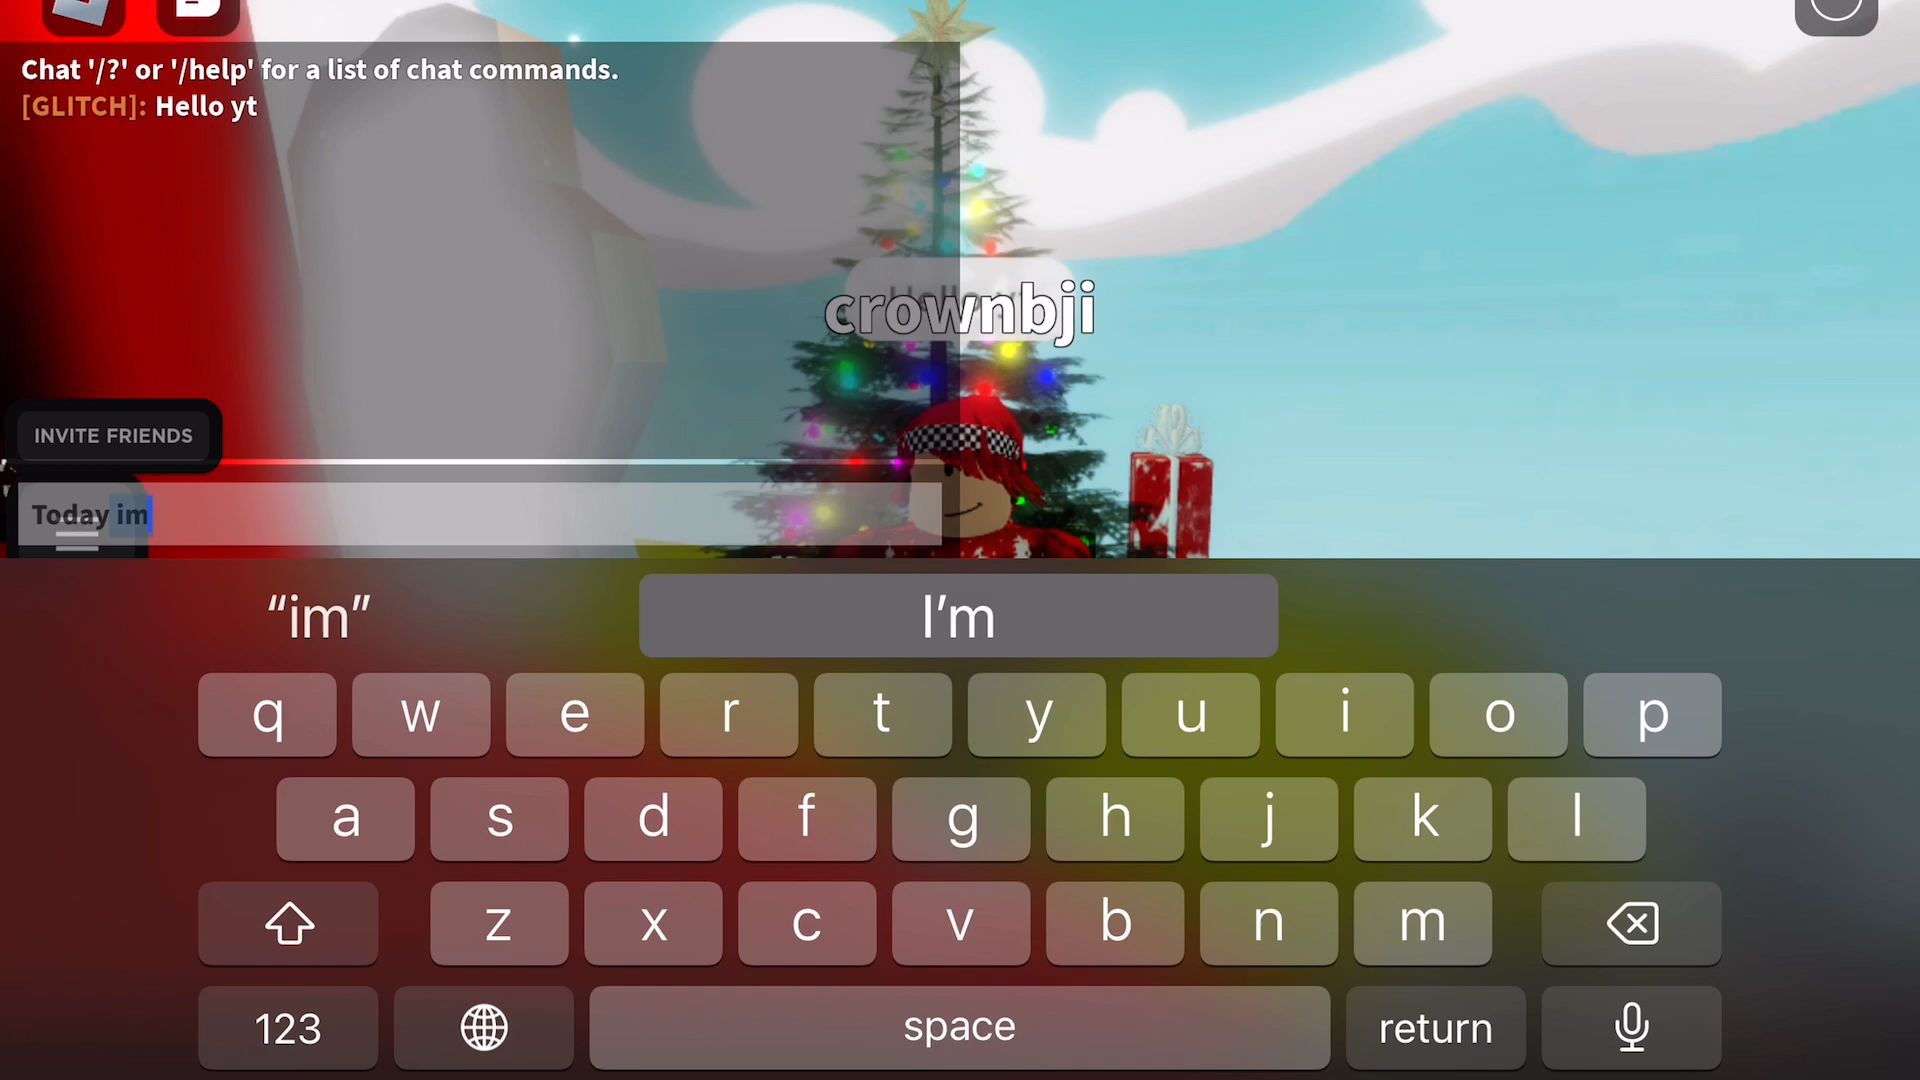 Chat '/?' or '/help' for a list of chat commands.
[GLITCH]: Hello yt
crownbji
INVITE FRIENDS
Today im
“im”
I’m
q w e r t y u i o p
a s d f g h j k l
z x c v b n m
123 space return